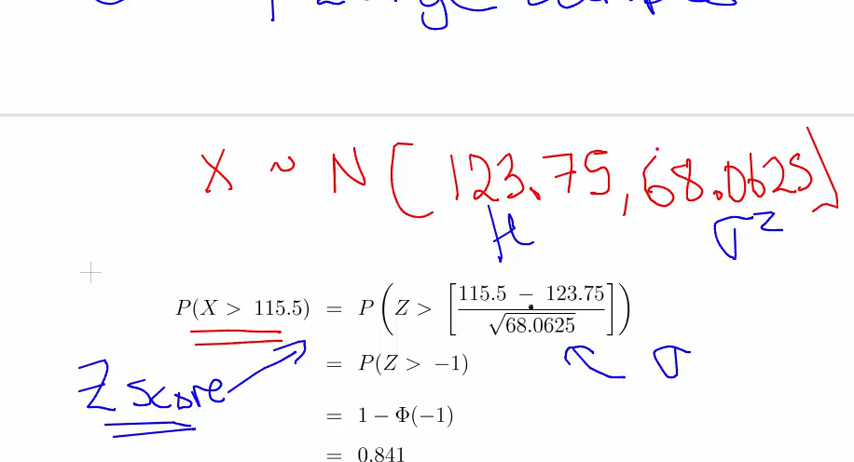 X ~ N(123.75, 68.0625)
μ σ²
P(X > 115.5) = P(Z > [115.5 − 123.75 / √68.0625])
= P(Z > −1) σ
Z score
= 1 − Φ(−1)
= 0.841